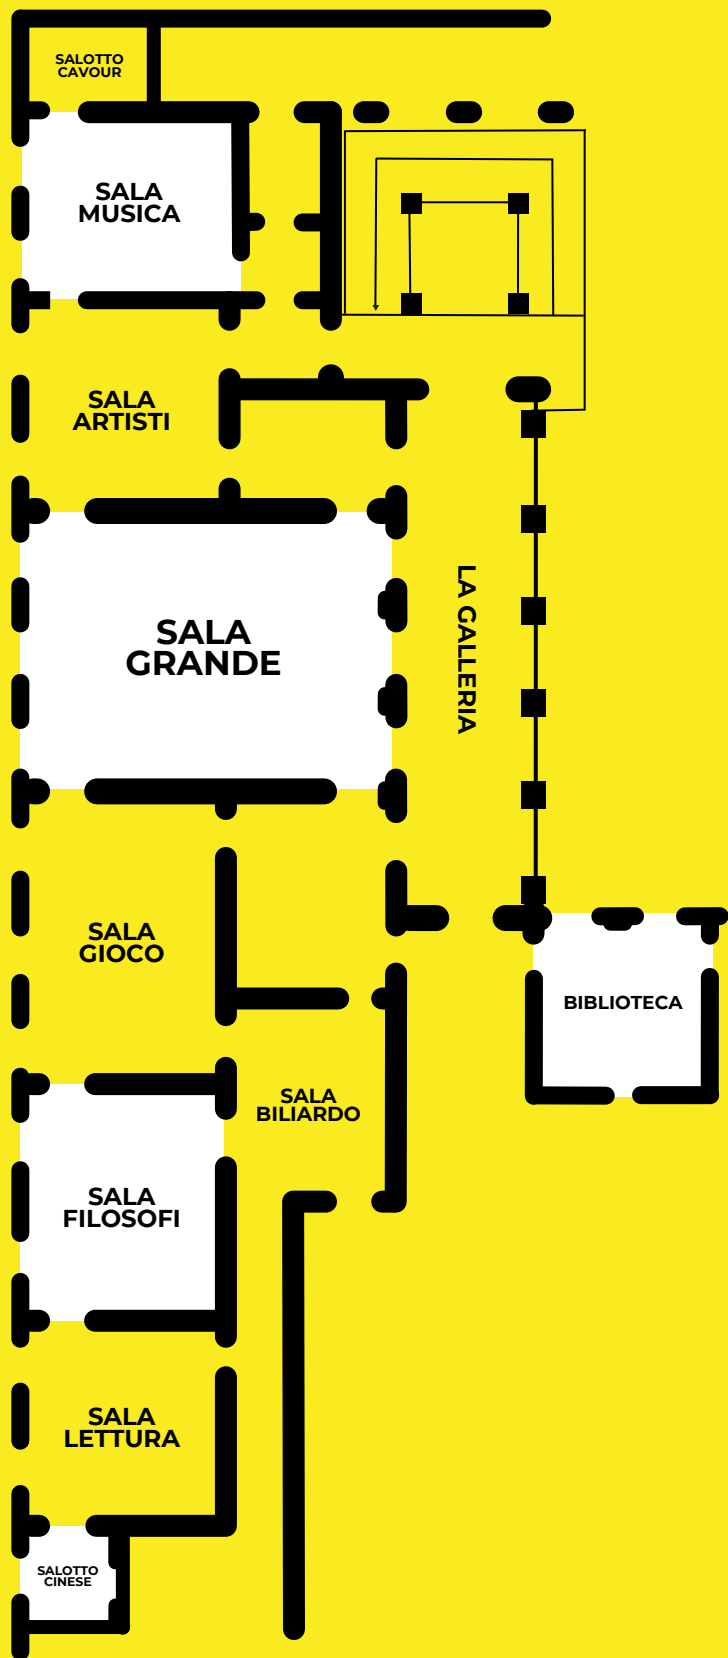 SALOTTO
CAVOUR
SALA
MUSICA
SALA
ARTISTI
SALA
GRANDE
LA GALLERIA
SALA
GIOCO
BIBLIOTECA
SALA
BILIARDO
SALA
FILOSOFI
SALA
LETTURA
SALOTTO
CINESE